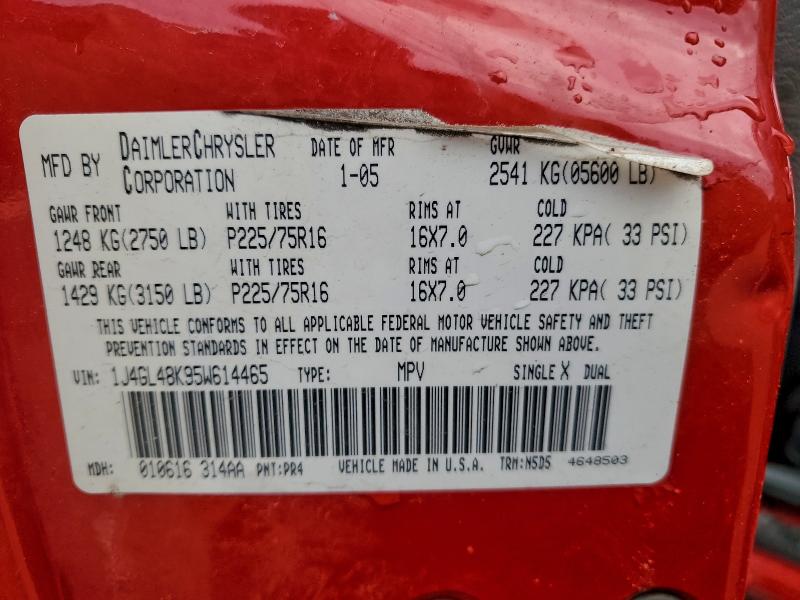 MFD BY DAIMLERCHRYSLER CORPORATION DATE OF MFR 1-05 GVWR 2541 KG(05600 LB)
GAWR FRONT WITH TIRES RIMS AT COLD
1248 KG(2750 LB) P225/75R16 16X7.0 227 KPA( 33 PSI)
GAWR REAR WITH TIRES RIMS AT COLD
1429 KG(3150 LB) P225/75R16 16X7.0 227 KPA( 33 PSI)
THIS VEHICLE CONFORMS TO ALL APPLICABLE FEDERAL MOTOR VEHICLE SAFETY AND THEFT
PREVENTION STANDARDS IN EFFECT ON THE DATE OF MANUFACTURE SHOWN ABOVE.
VIN: 1J4GL48K95W614465 TYPE: MPV SINGLE X DUAL
MDH: 010616 314AA PNT:PR4 VEHICLE MADE IN U.S.A. TRM:N5D5 4648503